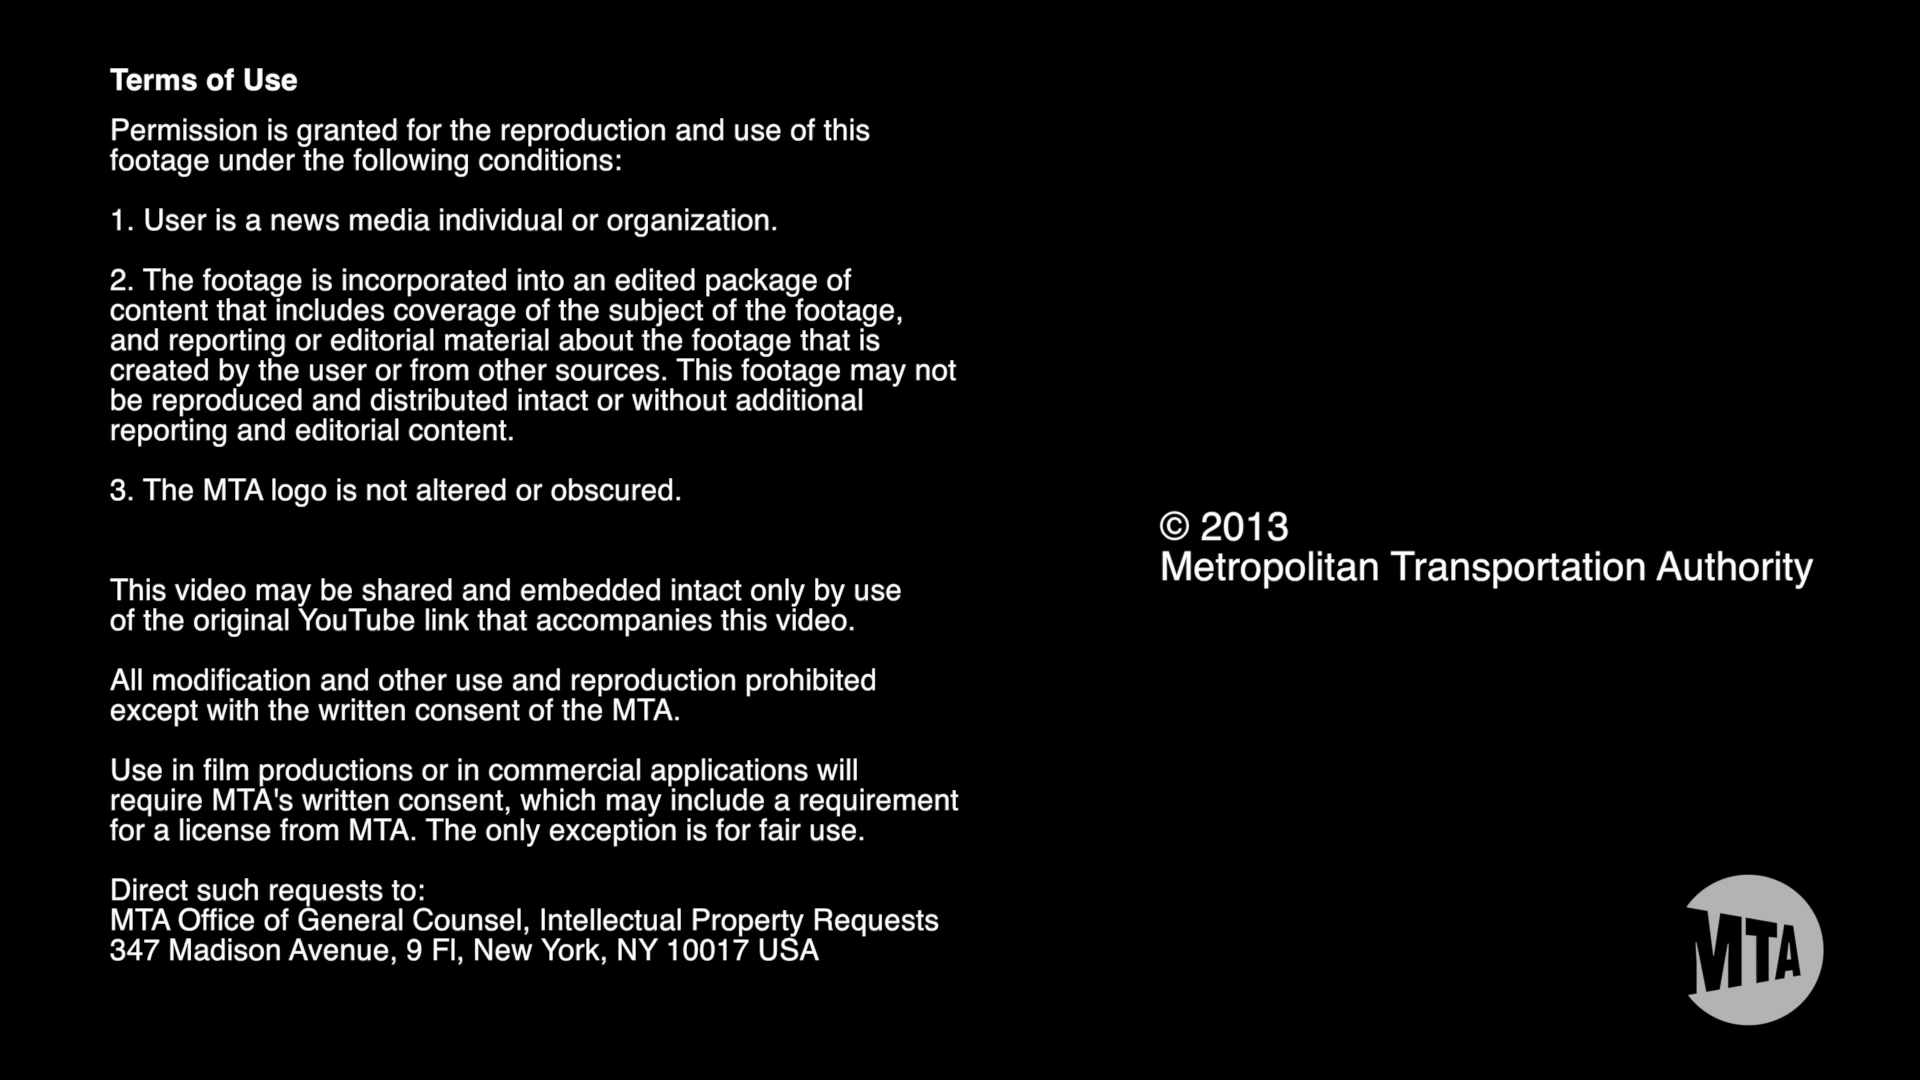 Terms of Use
Permission is granted for the reproduction and use of this
footage under the following conditions:
1. User is a news media individual or organization.
2. The footage is incorporated into an edited package of
content that includes coverage of the subject of the footage,
and reporting or editorial material about the footage that is
created by the user or from other sources. This footage may not
be reproduced and distributed intact or without additional
reporting and editorial content.
3. The MTA logo is not altered or obscured.
This video may be shared and embedded intact only by use
of the original YouTube link that accompanies this video.
All modification and other use and reproduction prohibited
except with the written consent of the MTA.
Use in film productions or in commercial applications will
require MTA's written consent, which may include a requirement
for a license from MTA. The only exception is for fair use.
Direct such requests to:
MTA Office of General Counsel, Intellectual Property Requests
347 Madison Avenue, 9 Fl, New York, NY 10017 USA
© 2013
Metropolitan Transportation Authority
MTA